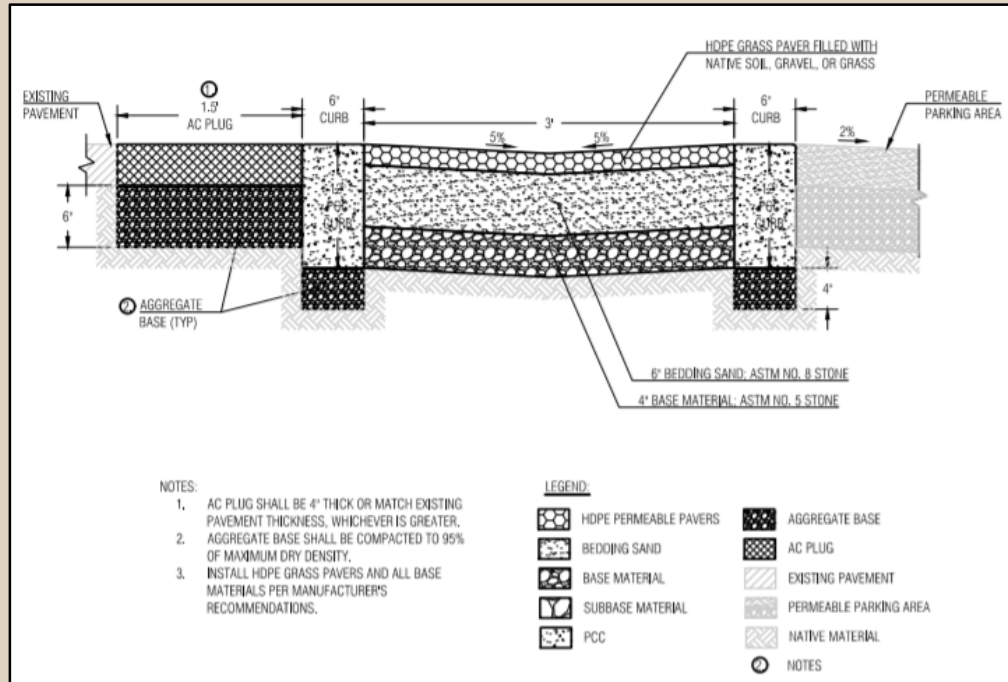 HDPE GRASS PAVER FILLED WITH
NATIVE SOIL, GRAVEL, OR GRASS
EXISTING
PAVEMENT
1
1.5'
AC PLUG
6"
CURB
3'
6"
CURB
PERMEABLE
PARKING AREA
5%
5%
2%
6"
PCC
CURB
PCC
CURB
4"
2 AGGREGATE
BASE (TYP)
6" BEDDING SAND; ASTM NO. 8 STONE
4" BASE MATERIAL; ASTM NO. 5 STONE
NOTES:
1. AC PLUG SHALL BE 4" THICK OR MATCH EXISTING
PAVEMENT THICKNESS, WHICHEVER IS GREATER.
2. AGGREGATE BASE SHALL BE COMPACTED TO 95%
OF MAXIMUM DRY DENSITY.
3. INSTALL HDPE GRASS PAVERS AND ALL BASE
MATERIALS PER MANUFACTURER'S
RECOMMENDATIONS.
LEGEND:
HDPE PERMEABLE PAVERS
BEDDING SAND
BASE MATERIAL
SUBBASE MATERIAL
PCC
AGGREGATE BASE
AC PLUG
EXISTING PAVEMENT
PERMEABLE PARKING AREA
NATIVE MATERIAL
2 NOTES